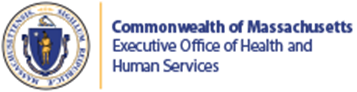 Commonwealth of Massachusetts
Executive Office of Health and
Human Services